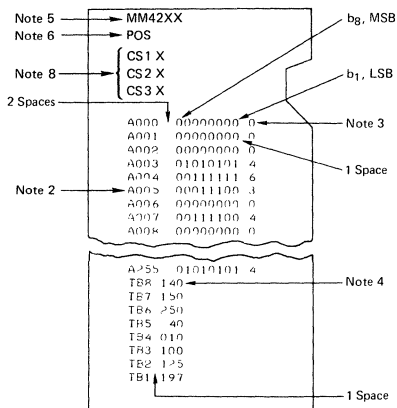 Note 5 MM42XX
Note 6 POS
Note 8 CS1 X
CS2 X
CS3 X
b8, MSB
b1, LSB
2 Spaces
A000 00000000 0 Note 3
A001 00000000 0
A002 00000000 0
1 Space
A003 01010101 4
A004 00111111 6
Note 2 A005 00011100 3
A006 00000000 0
A007 00111100 4
A008 00000000 0
A255 01010101 4
TB8 140 Note 4
TB7 150
TB6 250
TB5 40
TB4 010
TB3 100
TB2 125
TB1 197
1 Space